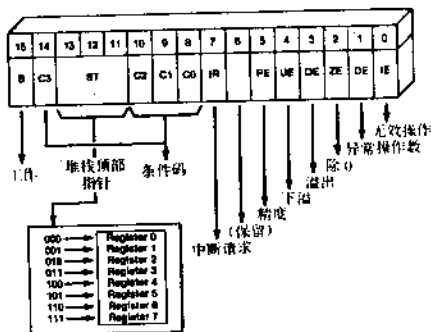 15 14 13 12 11 10 9 8 7 6 5 4 3 2 1 0
B C3 ST C2 C1 C0 IR PE UE OE ZE DE IE
无效操作
异常操作数
除0
溢出
下溢
精度
(保留)
中断请求
条件码
堆栈顶部
指针
工作
000 Register 0
001 Register 1
010 Register 2
011 Register 3
100 Register 4
101 Register 5
110 Register 6
111 Register 7